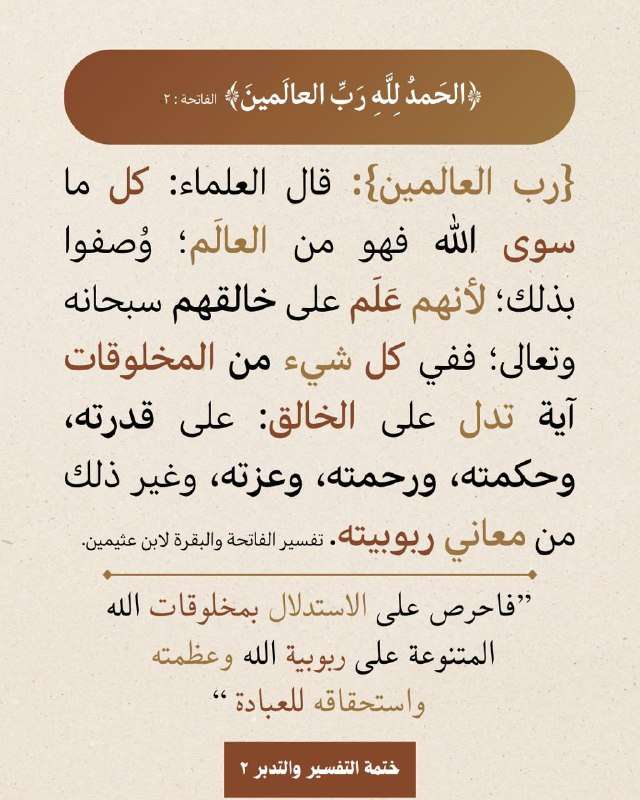 ﴿الحَمدُ لِلَّهِ رَبِّ العالَمينَ﴾ الفاتحة : ٢
{رب العالمين}: قال العلماء: كل ما
سوى الله فهو من العالَم؛ وُصفوا
بذلك؛ لأنهم عَلَم على خالقهم سبحانه
وتعالى؛ ففي كل شيء من المخلوقات
آية تدل على الخالق: على قدرته،
وحكمته، ورحمته، وعزته، وغير ذلك
من معاني ربوبيته. تفسير الفاتحة والبقرة لابن عثيمين.
”فاحرص على الاستدلال بمخلوقات الله
المتنوعة على ربوبية الله وعظمته
واستحقاقه للعبادة “
ختمة التفسير والتدبر ٢